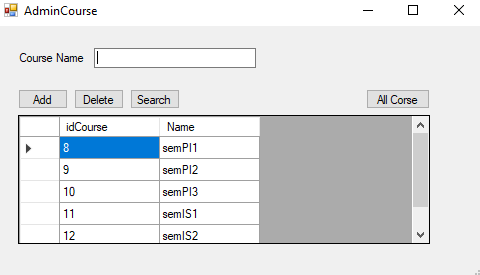 AdminCourse
Course Name
Add Delete Search All Corse
idCourse Name
8 semPI1
9 semPI2
10 semPI3
11 semIS1
12 semIS2